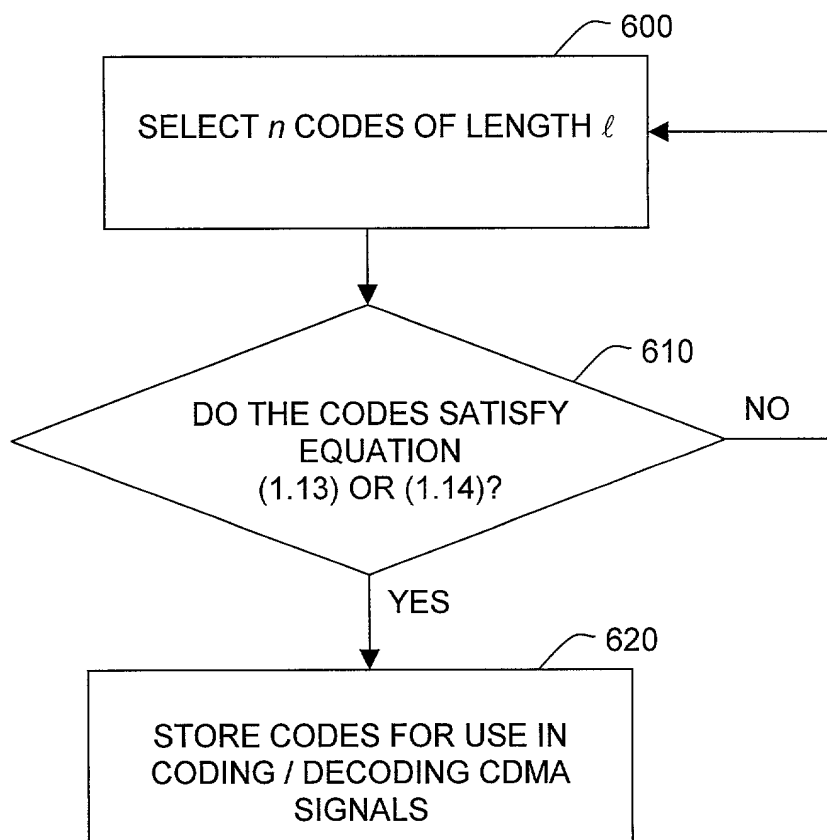 600
SELECT n CODES OF LENGTH ℓ
610
DO THE CODES SATISFY
EQUATION
(1.13) OR (1.14)?
NO
YES
620
STORE CODES FOR USE IN
CODING / DECODING CDMA
SIGNALS